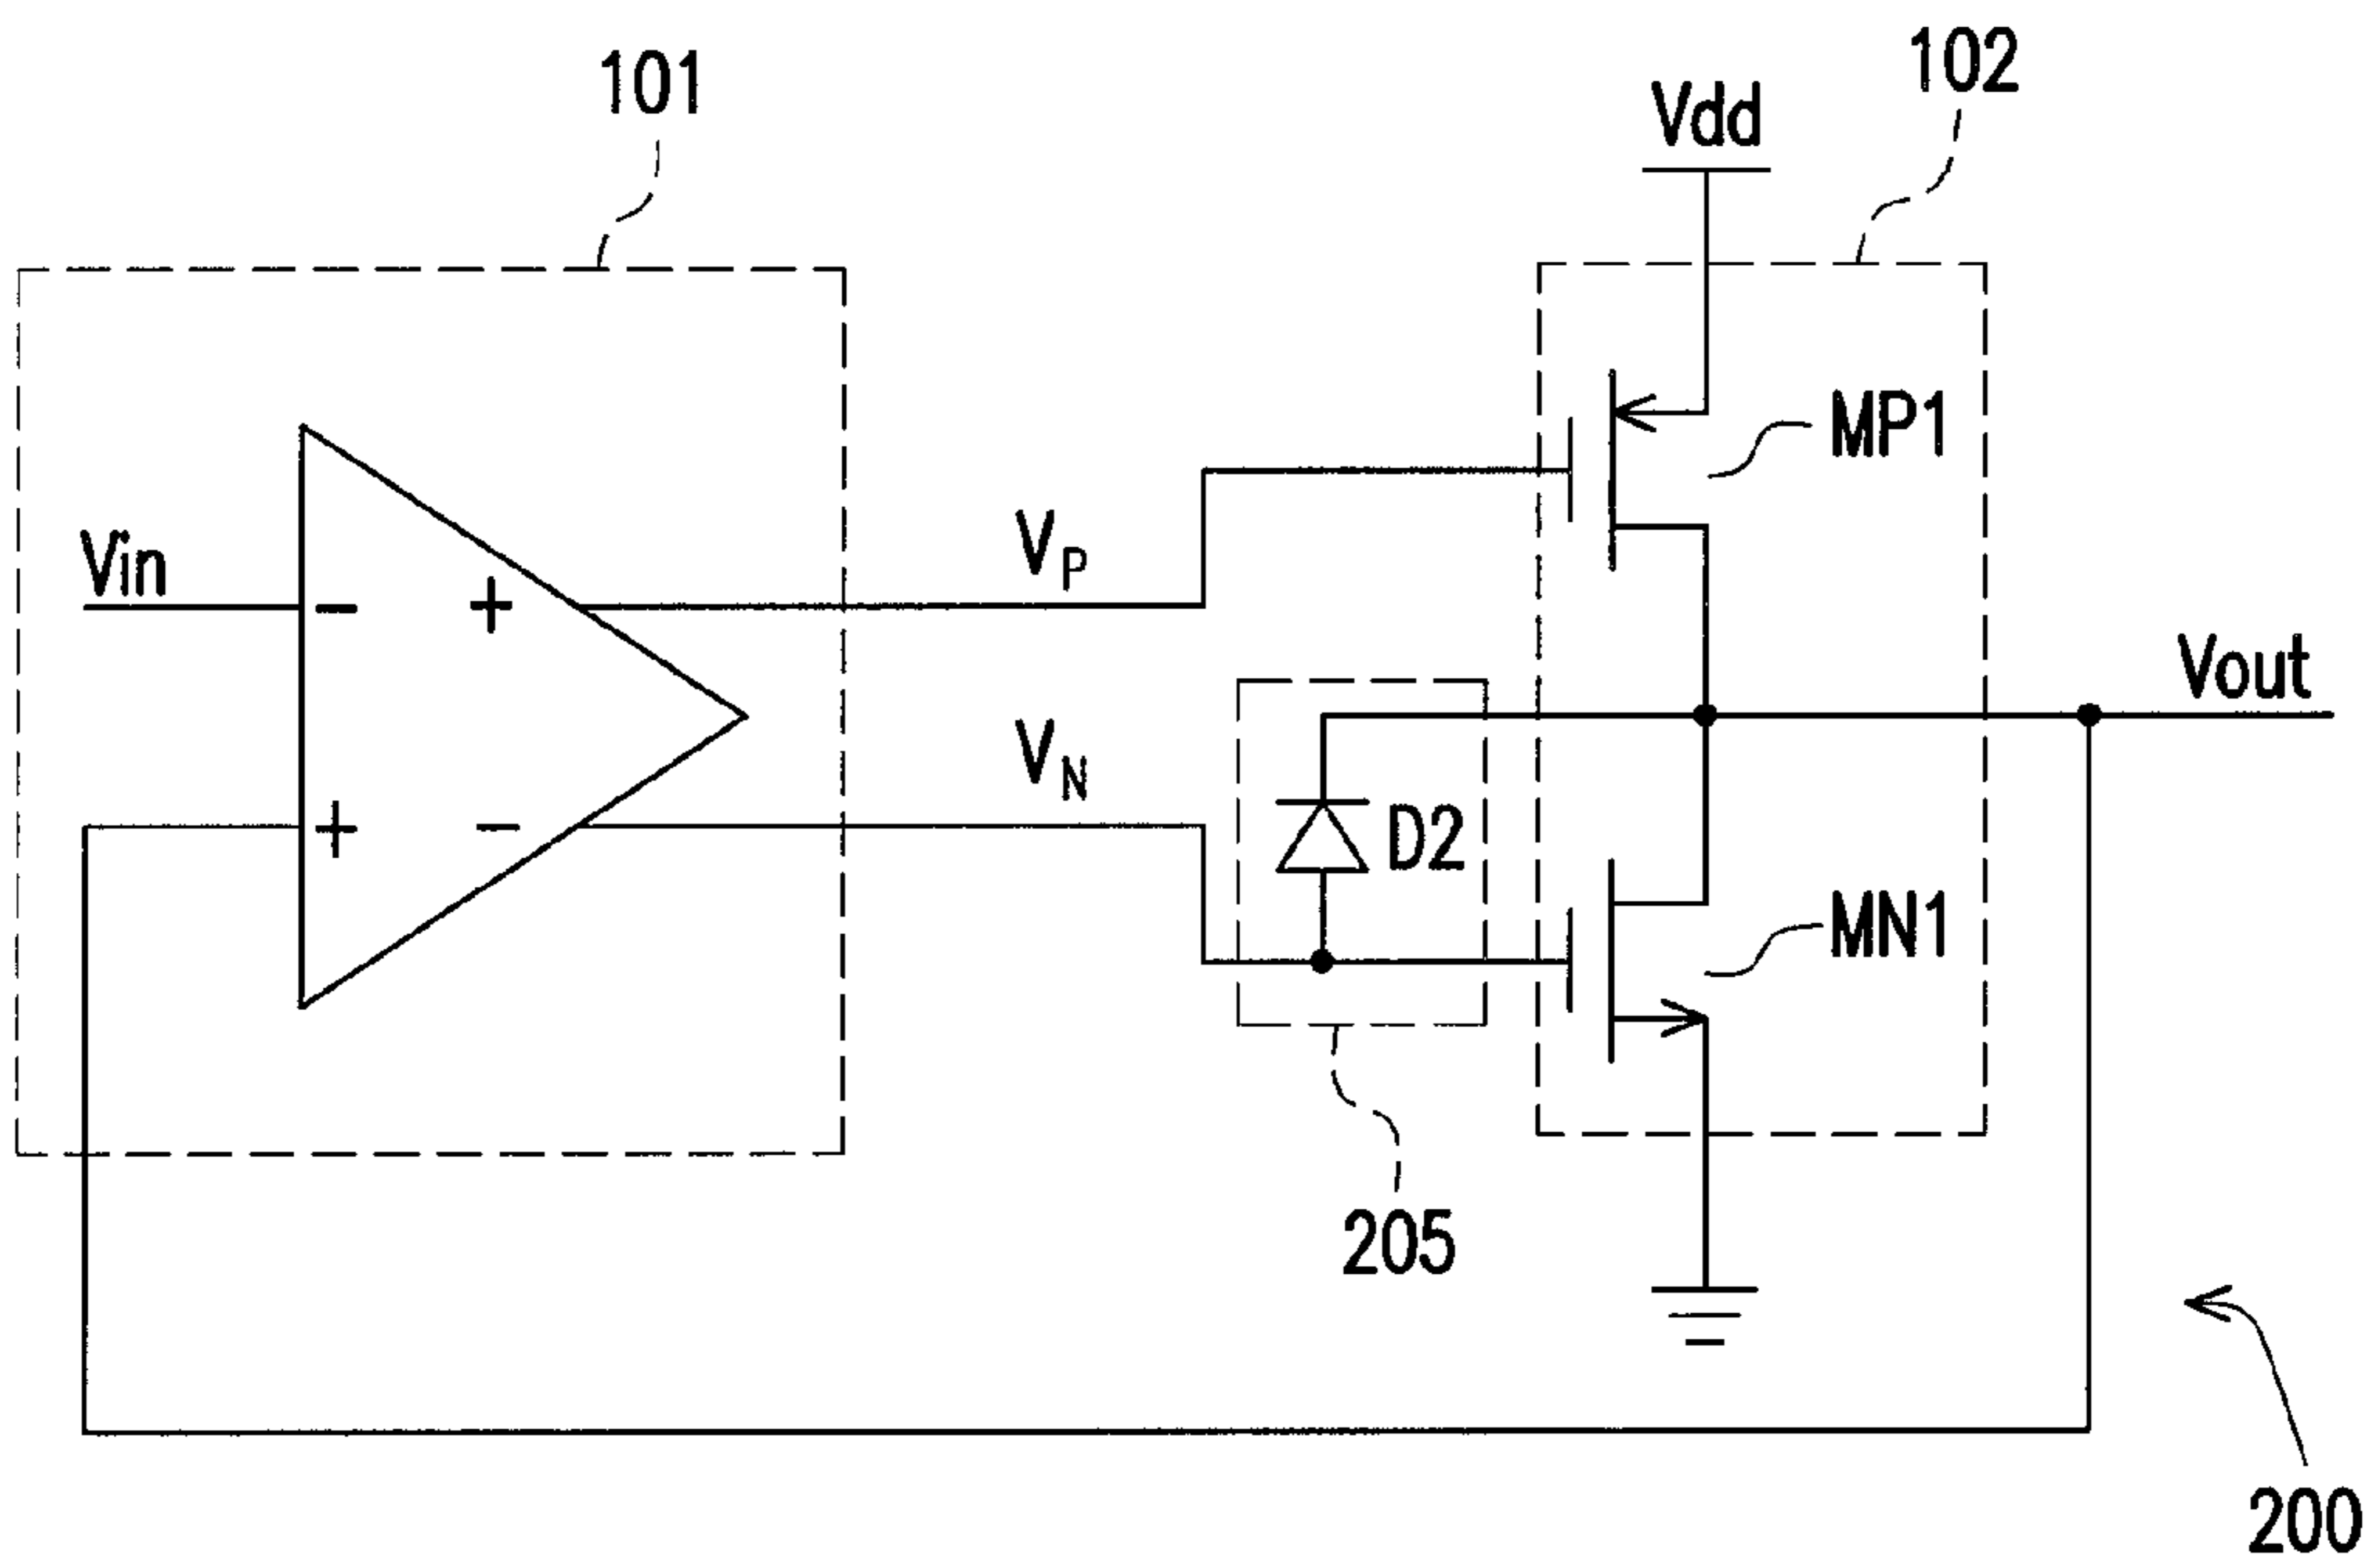 101
102
Vdd
MP1
Vin
- +
VP
Vout
VN
+ -
D2
MN1
205
200